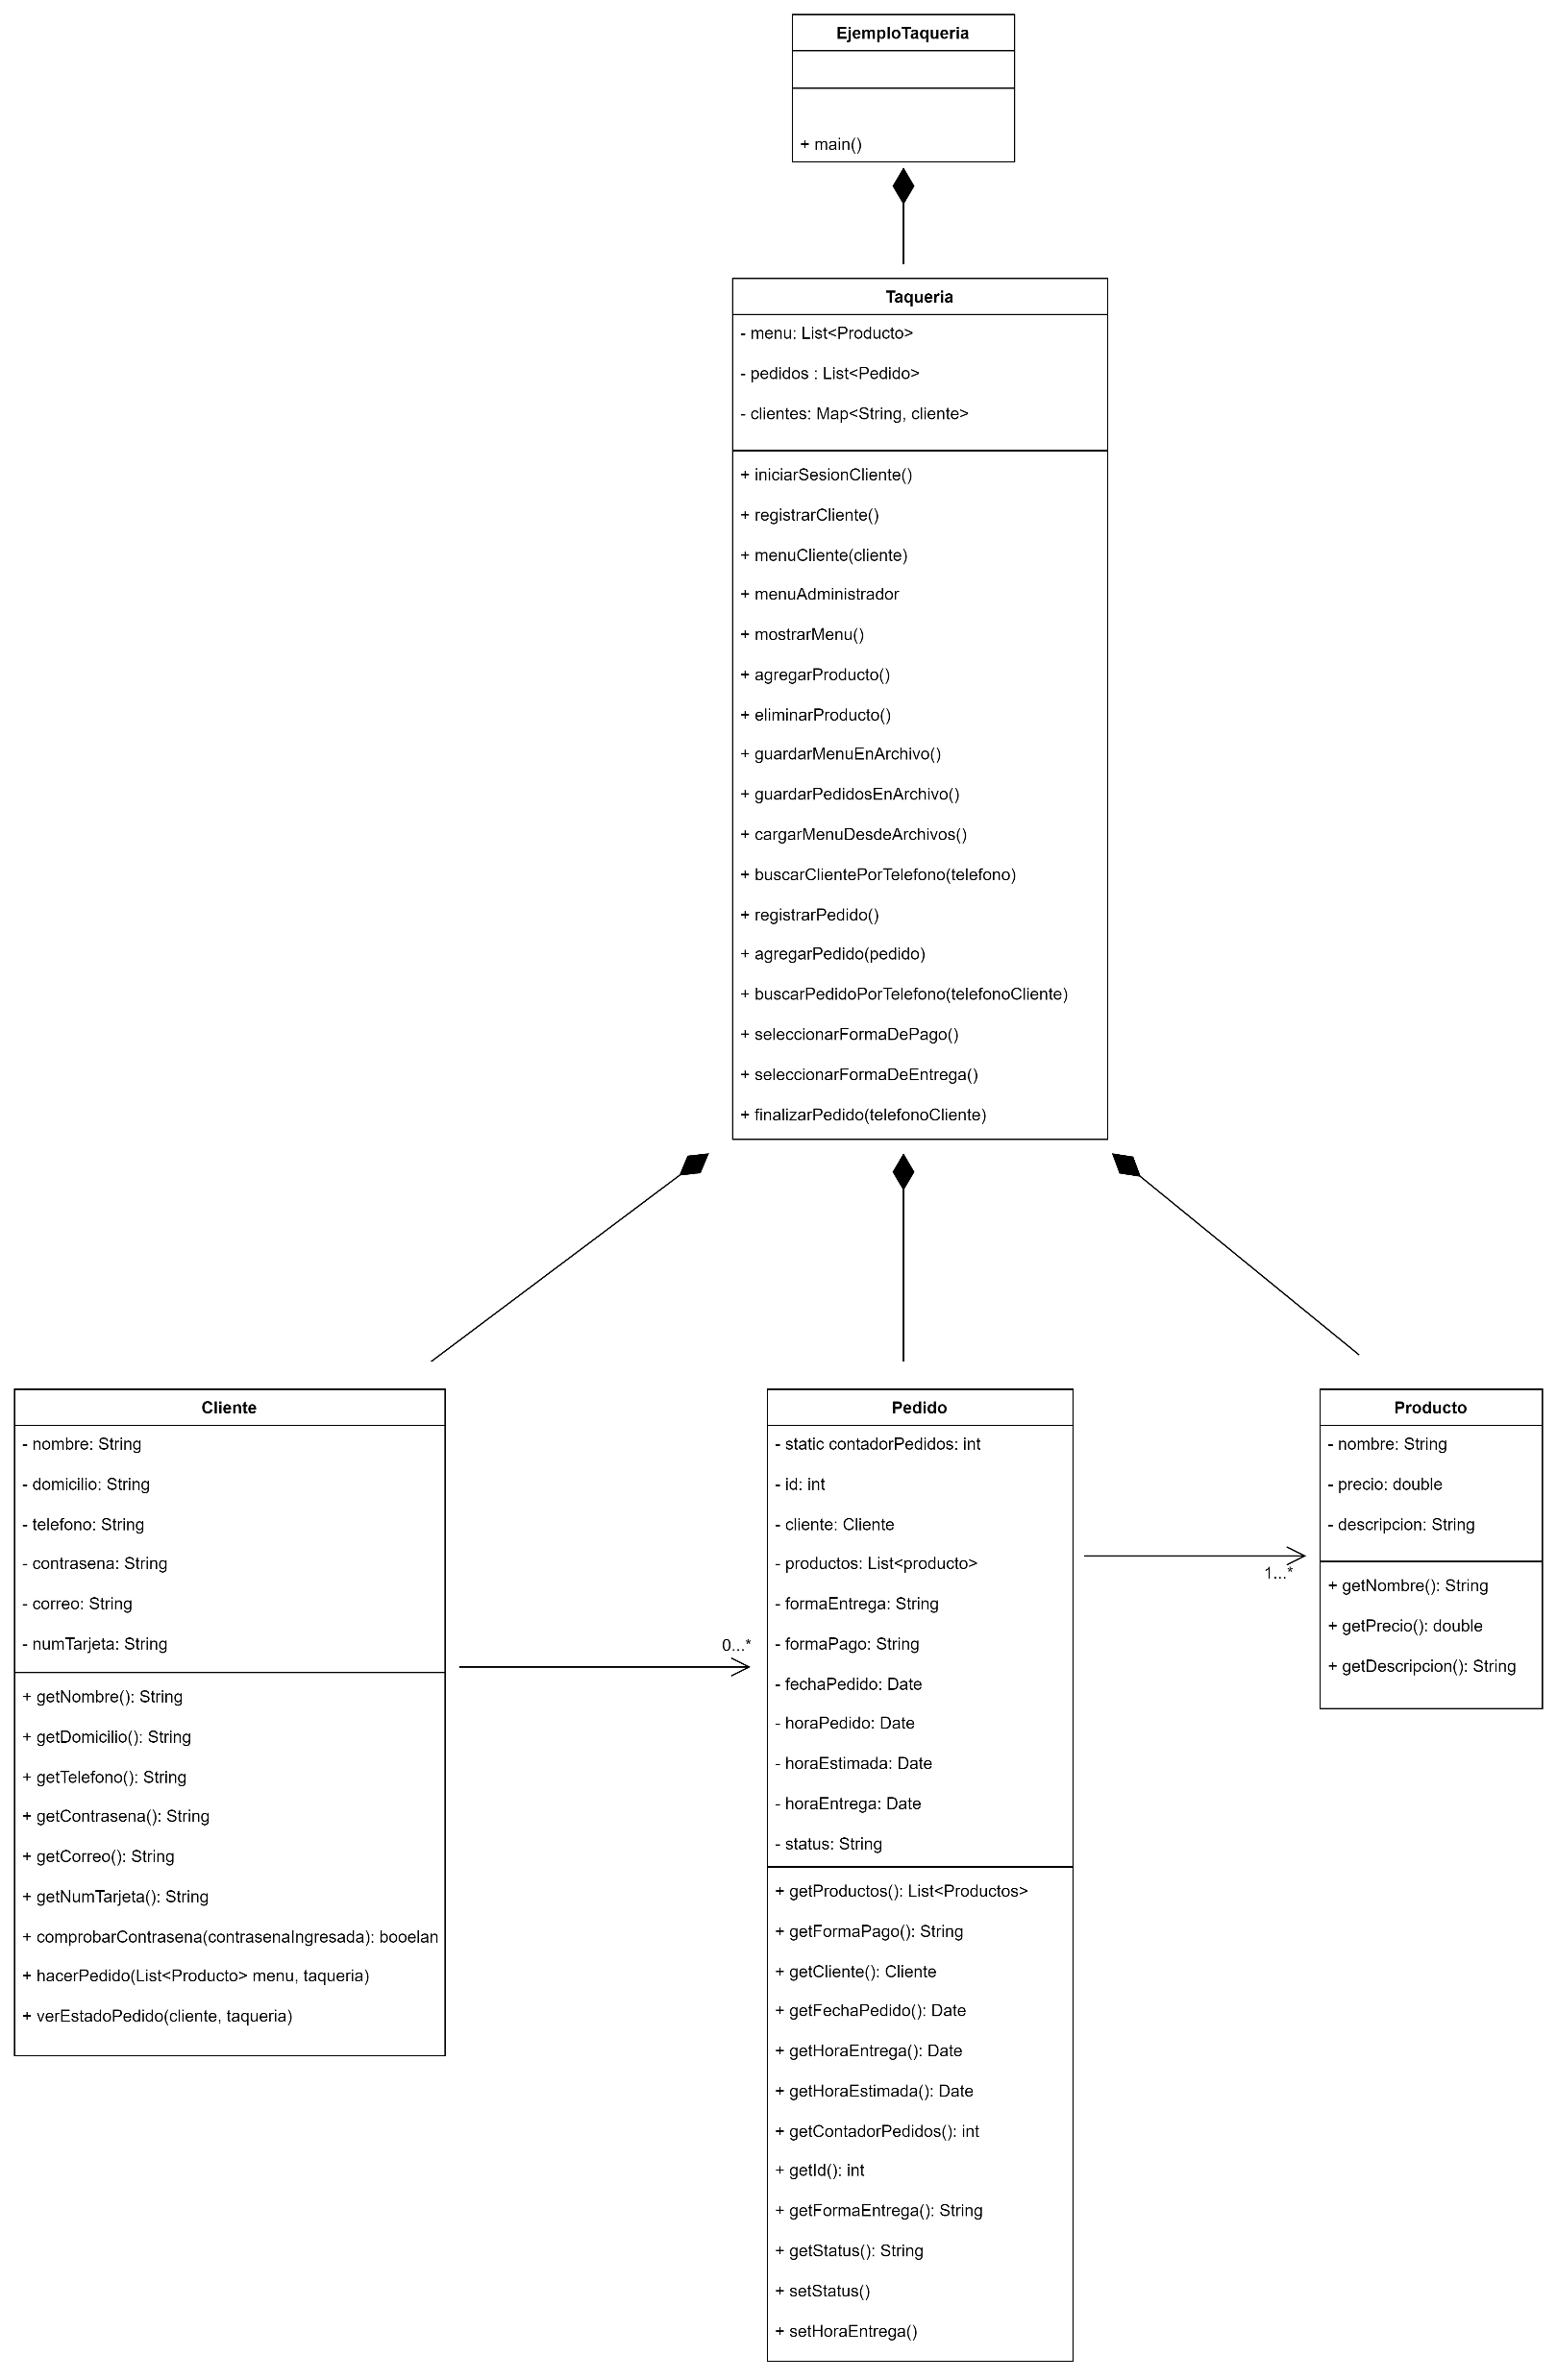 EjemploTaqueria
+ main()
Taqueria
- menu: List<Producto>
- pedidos : List<Pedido>
- clientes: Map<String, cliente>
+ iniciarSesionCliente()
+ registrarCliente()
+ menuCliente(cliente)
+ menuAdministrador
+ mostrarMenu()
+ agregarProducto()
+ eliminarProducto()
+ guardarMenuEnArchivo()
+ guardarPedidosEnArchivo()
+ cargarMenuDesdeArchivos()
+ buscarClientePorTelefono(telefono)
+ registrarPedido()
+ agregarPedido(pedido)
+ buscarPedidoPorTelefono(telefonoCliente)
+ seleccionarFormaDePago()
+ seleccionarFormaDeEntrega()
+ finalizarPedido(telefonoCliente)
Cliente
- nombre: String
- domicilio: String
- telefono: String
- contrasena: String
- correo: String
- numTarjeta: String
+ getNombre(): String
+ getDomicilio(): String
+ getTelefono(): String
+ getContrasena(): String
+ getCorreo(): String
+ getNumTarjeta(): String
+ comprobarContrasena(contrasenaIngresada): booelan
+ hacerPedido(List<Producto> menu, taqueria)
+ verEstadoPedido(cliente, taqueria)
0...*
Pedido
- static contadorPedidos: int
- id: int
- cliente: Cliente
- productos: List<producto>
- formaEntrega: String
- formaPago: String
- fechaPedido: Date
- horaPedido: Date
- horaEstimada: Date
- horaEntrega: Date
- status: String
+ getProductos(): List<Productos>
+ getFormaPago(): String
+ getCliente(): Cliente
+ getFechaPedido(): Date
+ getHoraEntrega(): Date
+ getHoraEstimada(): Date
+ getContadorPedidos(): int
+ getId(): int
+ getFormaEntrega(): String
+ getStatus(): String
+ setStatus()
+ setHoraEntrega()
1...*
Producto
- nombre: String
- precio: double
- descripcion: String
+ getNombre(): String
+ getPrecio(): double
+ getDescripcion(): String